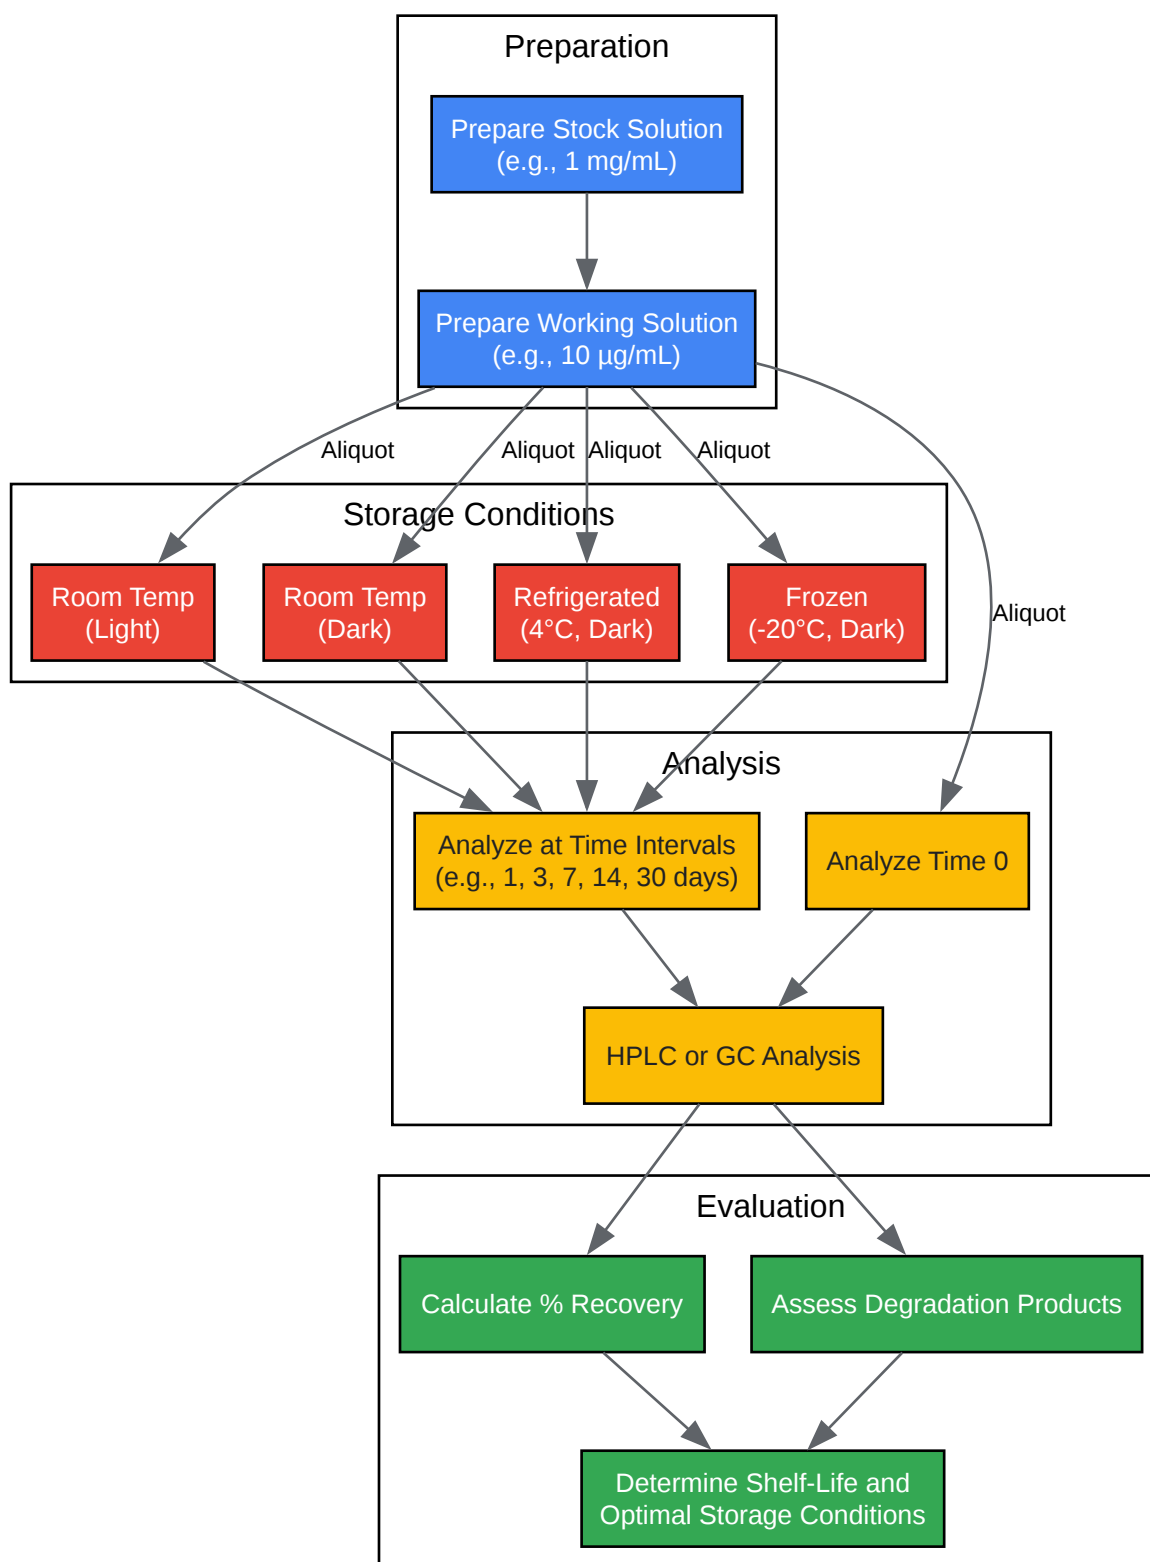 Preparation
Prepare Stock Solution
(e.g., 1 mg/mL)
Prepare Working Solution
(e.g., 10 µg/mL)
Aliquot
Aliquot
Aliquot
Aliquot
Storage Conditions
Room Temp
(Light)
Room Temp
(Dark)
Refrigerated
(4°C, Dark)
Frozen
(-20°C, Dark)
Aliquot
Analysis
Analyze at Time Intervals
(e.g., 1, 3, 7, 14, 30 days)
Analyze Time 0
HPLC or GC Analysis
Evaluation
Calculate % Recovery
Assess Degradation Products
Determine Shelf-Life and
Optimal Storage Conditions